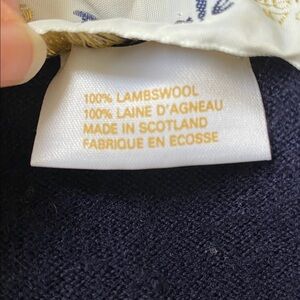 100% LAMBSWOOL
100% LAINE D'AGNEAU
MADE IN SCOTLAND
FABRIQUE EN ECOSSE